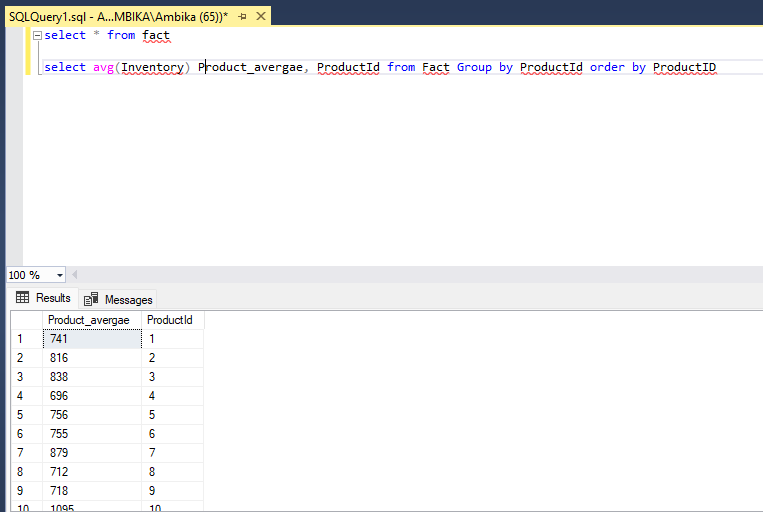 SQLQuery1.sql - A...MBIKA\Ambika (65))*
select * from fact
select avg(Inventory) Product_avergae, ProductId from Fact Group by ProductId order by ProductID
100 %
Results Messages
Product_avergae ProductId
1 741 1
2 816 2
3 838 3
4 696 4
5 756 5
6 755 6
7 879 7
8 712 8
9 718 9
10 1095 10